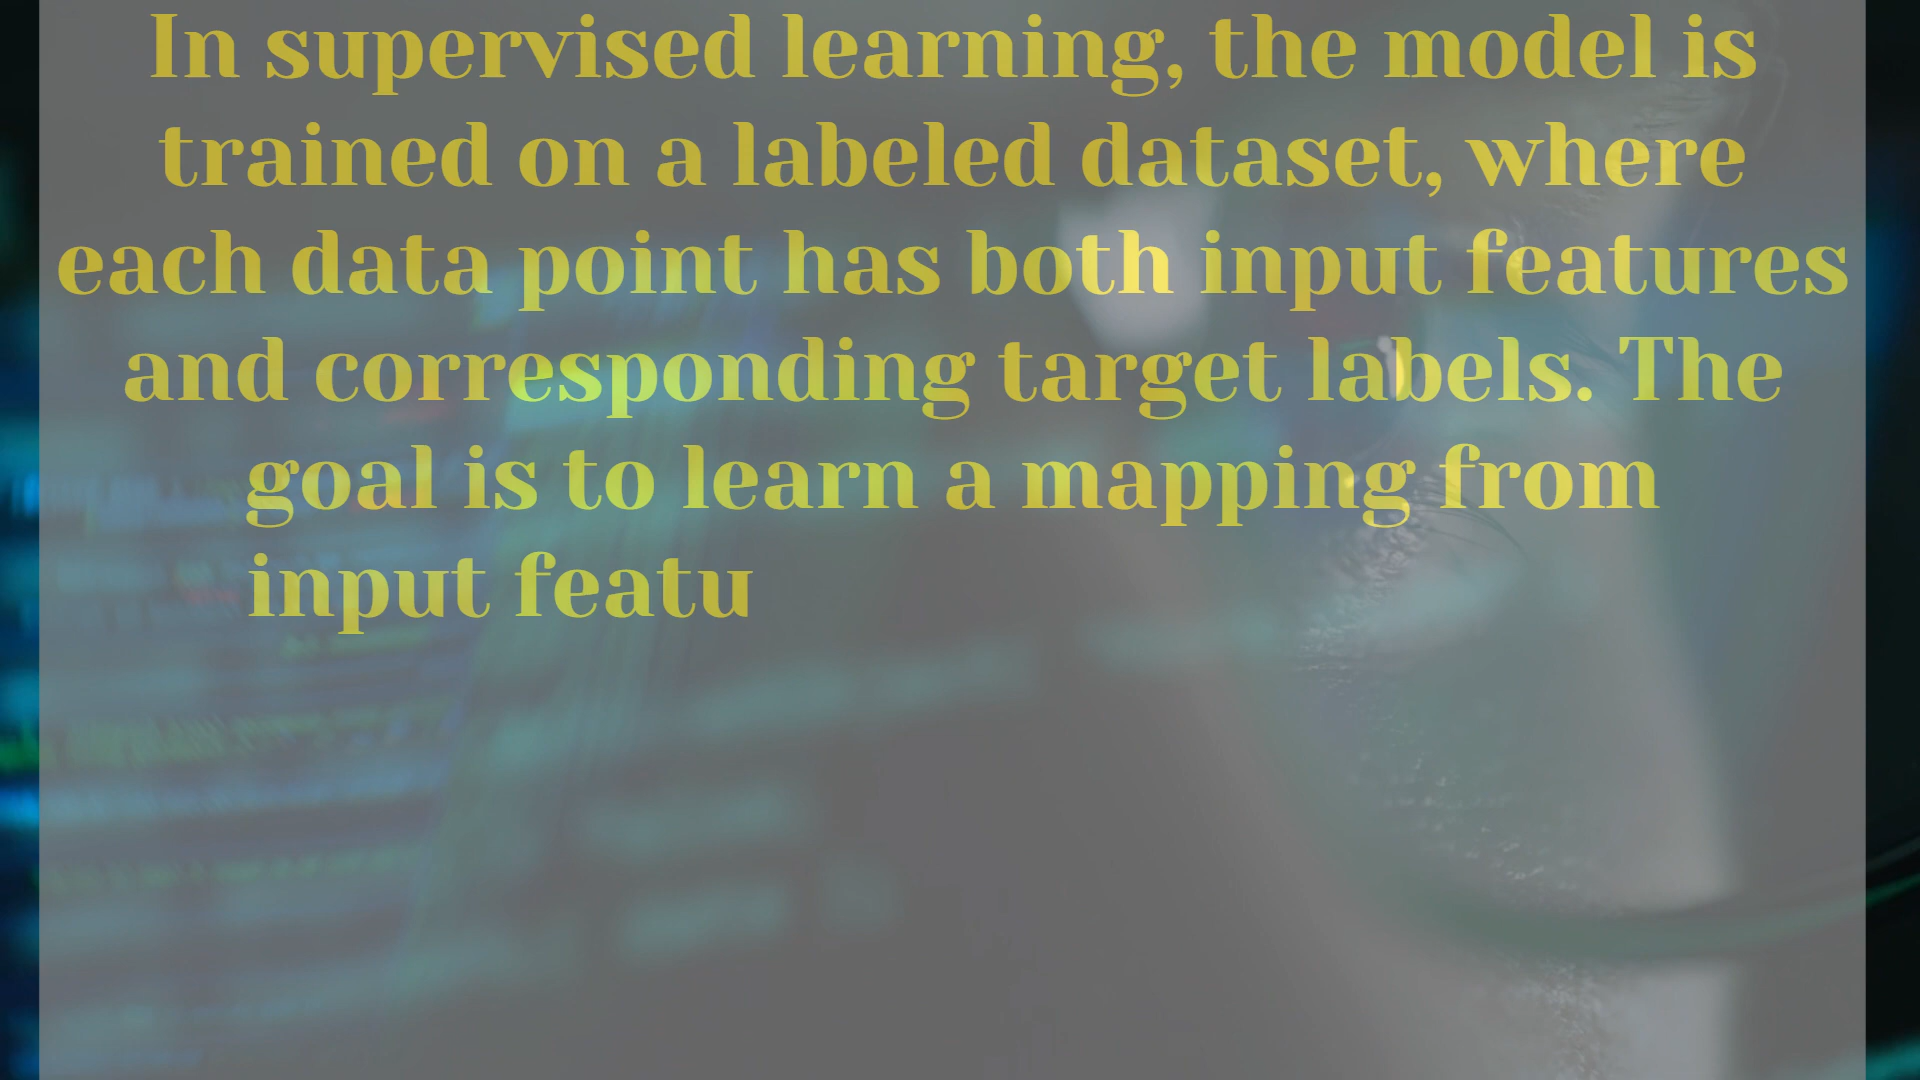 In supervised learning, the model is
trained on a labeled dataset, where
each data point has both input features
and corresponding target labels. The
goal is to learn a mapping from
input featu